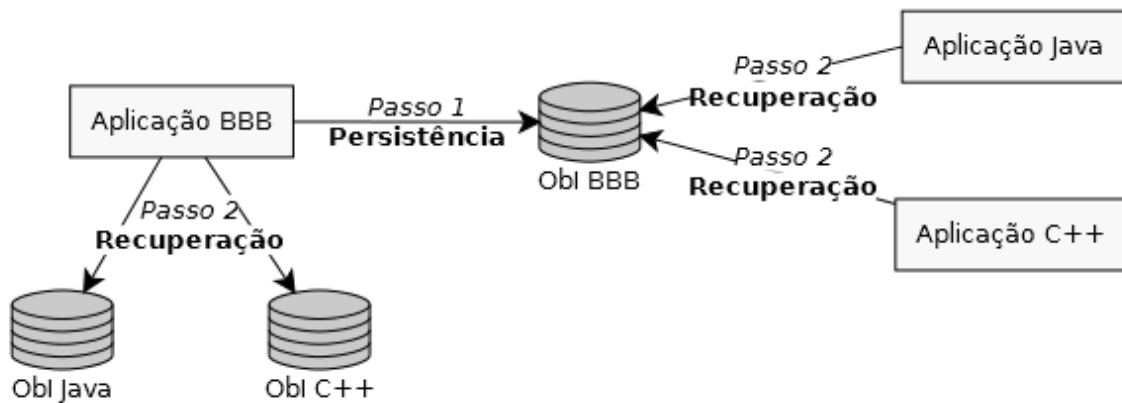 Aplicação Java
Passo 2
Recuperação
Aplicação BBB
Passo 1
Persistência
ObI BBB
Passo 2
Recuperação
Aplicação C++
Passo 2
Recuperação
ObI Java
ObI C++